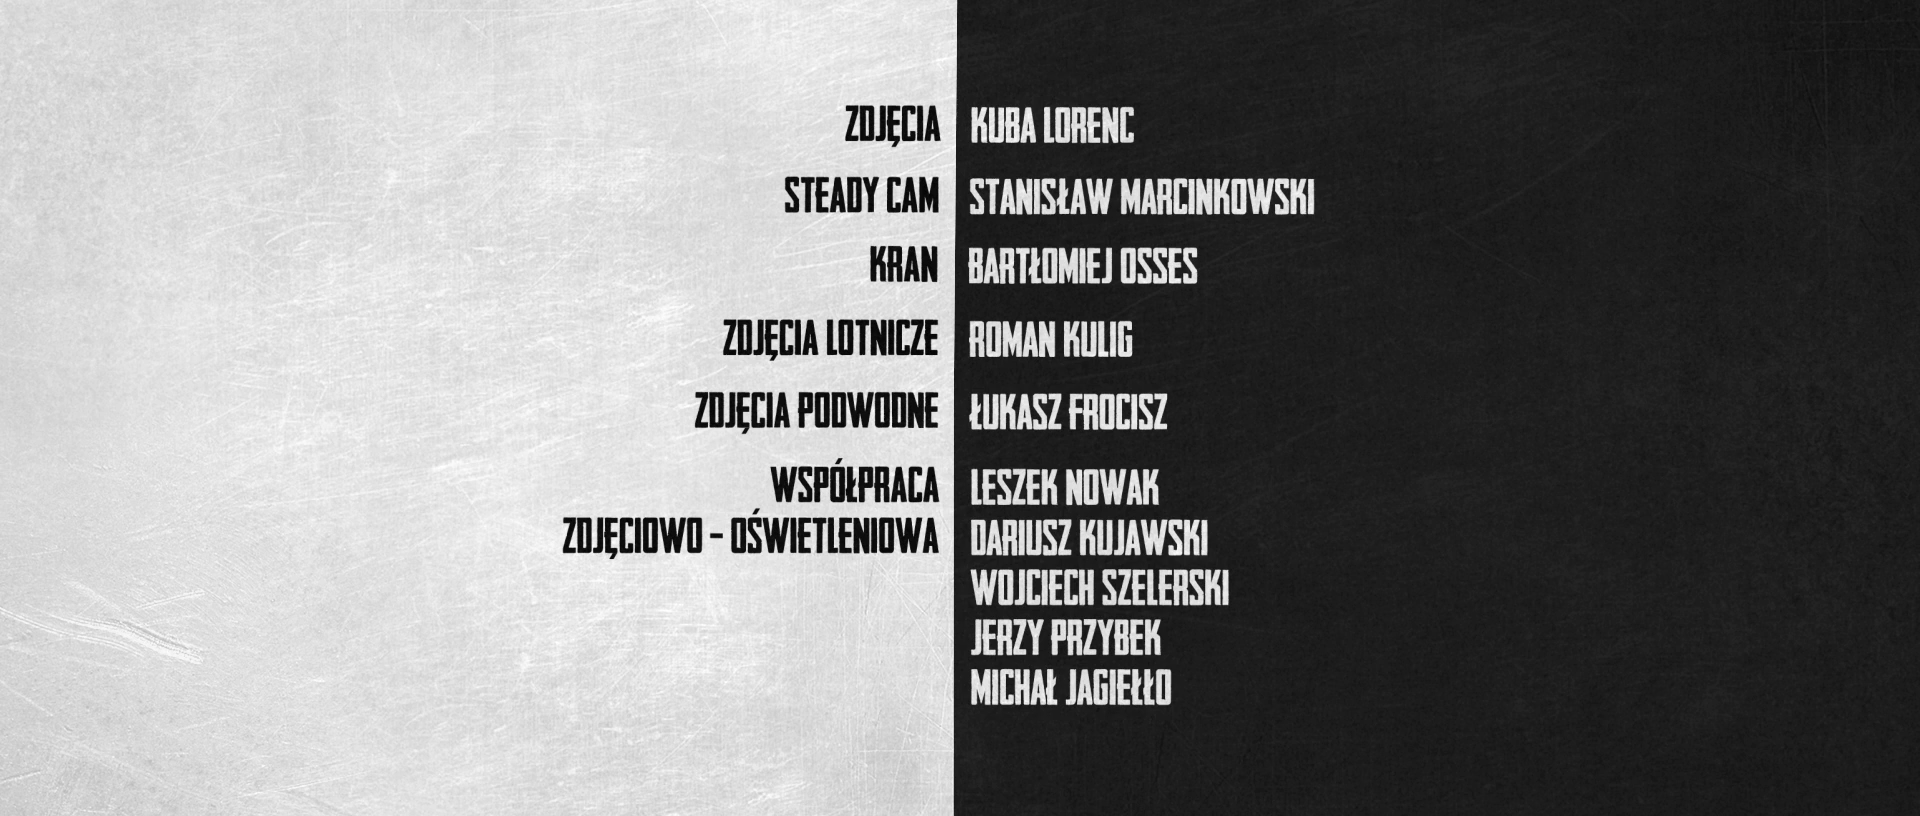 ZDJĘCIA KUBA LORENC
STEADY CAM STANISŁAW MARCINKOWSKI
KRAN BARTŁOMIEJ OSSES
ZDJĘCIA LOTNICZE ROMAN KULIG
ZDJĘCIA PODWODNE ŁUKASZ FROCISZ
WSPÓŁPRACA LESZEK NOWAK
ZDJĘCIOWO - OŚWIETLENIOWA DARIUSZ KUJAWSKI
WOJCIECH SZELERSKI
JERZY PRZYBEK
MICHAŁ JAGIEŁŁO